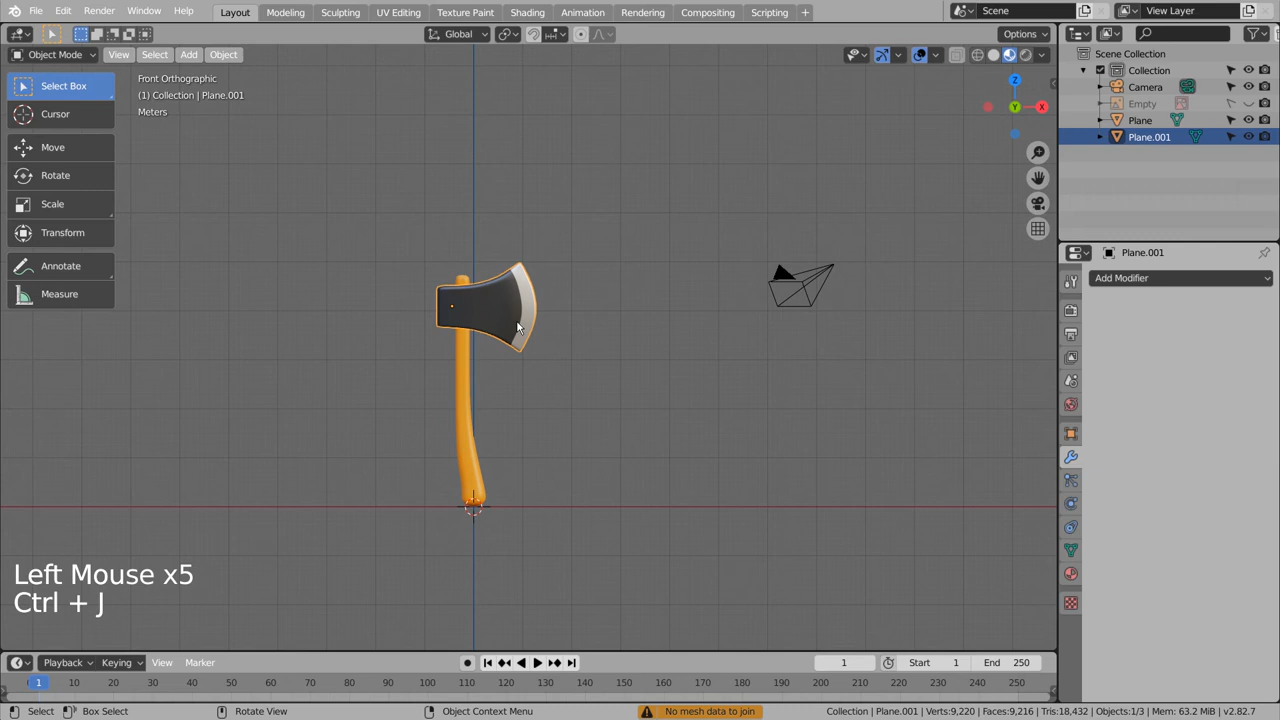 File Edit Render Window Help Layout Modeling Sculpting UV Editing Texture Paint Shading Animation Rendering Compositing Scripting + Scene View Layer
Global Options
Object Mode View Select Add Object
Select Box
Cursor
Move
Rotate
Scale
Transform
Annotate
Measure
Front Orthographic
(1) Collection | Plane.001
Meters
Z
Y
X
Scene Collection
Collection
Camera
Empty
Plane
Plane.001
Plane.001
Add Modifier
Left Mouse x5
Ctrl + J
Playback Keying View Marker 1 Start 1 End 250
1 10 20 30 40 50 60 70 80 90 100 110 120 130 140 150 160 170 180 190 200 210 220 230 240 250
Select Box Select Rotate View Object Context Menu No mesh data to join Collection | Plane.001 | Verts:9,220 | Faces:9,216 | Tris:18,432 | Objects:1/3 | Mem: 63.2 MiB | v2.82.7